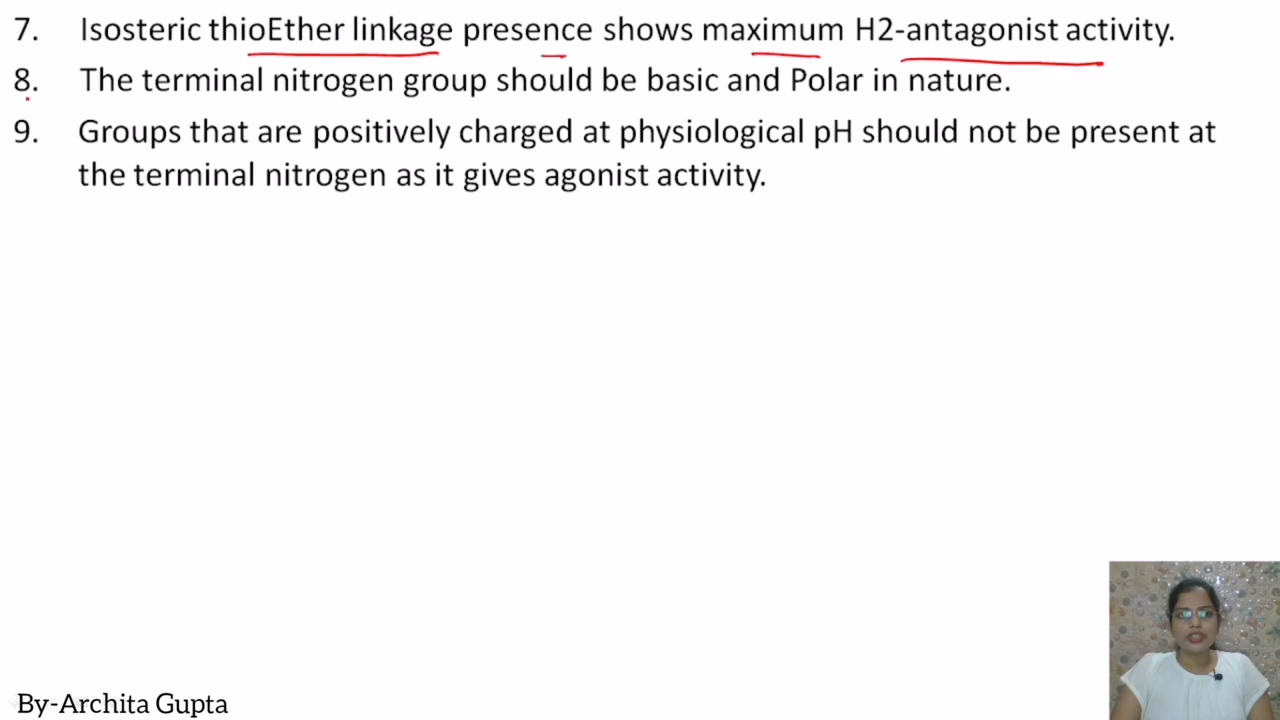 7. Isosteric thioEther linkage presence shows maximum H2-antagonist activity.
8. The terminal nitrogen group should be basic and Polar in nature.
9. Groups that are positively charged at physiological pH should not be present at
the terminal nitrogen as it gives agonist activity.
By-Archita Gupta